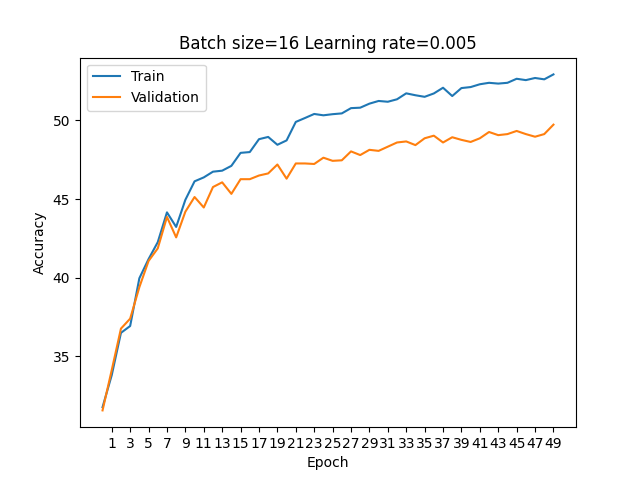 Batch size=16 Learning rate=0.005
Train
Validation
50
45
40
35
Accuracy
1 3 5 7 9 11 13 15 17 19 21 23 25 27 29 31 33 35 37 39 41 43 45 47 49
Epoch